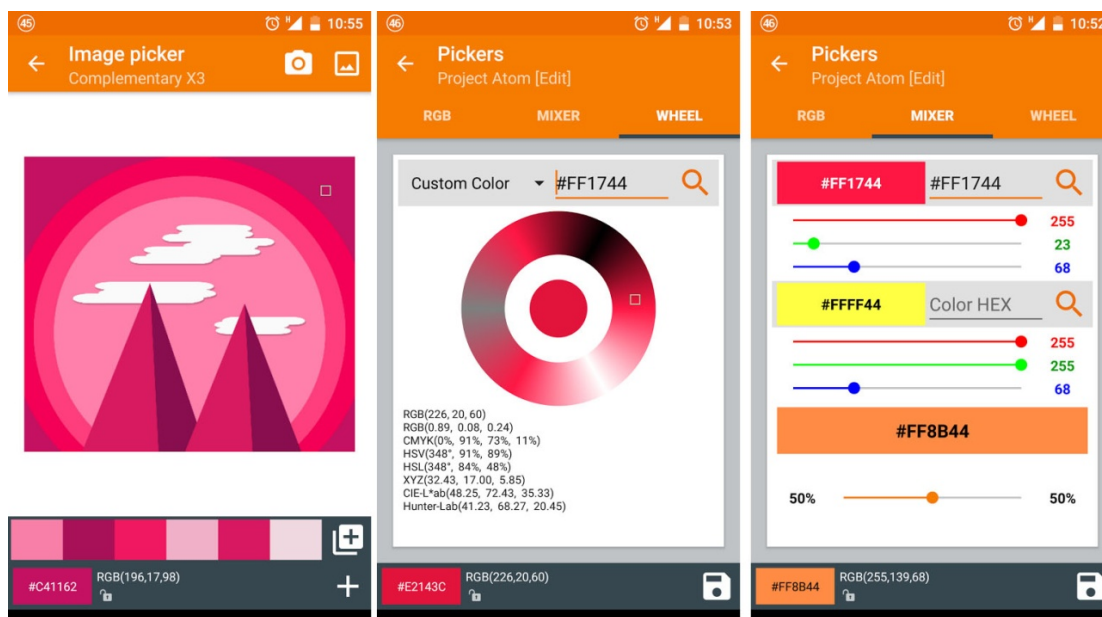 45 H 10:55
Image picker
Complementary X3
#C41162
RGB(196,17,98)
46 H 10:53
Pickers
Project Atom [Edit]
RGB MIXER WHEEL
Custom Color #FF1744
RGB(226, 20, 60)
RGB(0.89, 0.08, 0.24)
CMYK(0%, 91%, 73%, 11%)
HSV(348°, 91%, 89%)
HSL(348°, 84%, 48%)
XYZ(32.43, 17.00, 5.85)
CIE-L*ab(48.25, 72.43, 35.33)
Hunter-Lab(41.23, 68.27, 20.45)
#E2143C
RGB(226,20,60)
46 H 10:52
Pickers
Project Atom [Edit]
RGB MIXER WHEEL
#FF1744 #FF1744
255
23
68
#FFFF44 Color HEX
255
255
68
#FF8B44
50% 50%
#FF8B44
RGB(255,139,68)